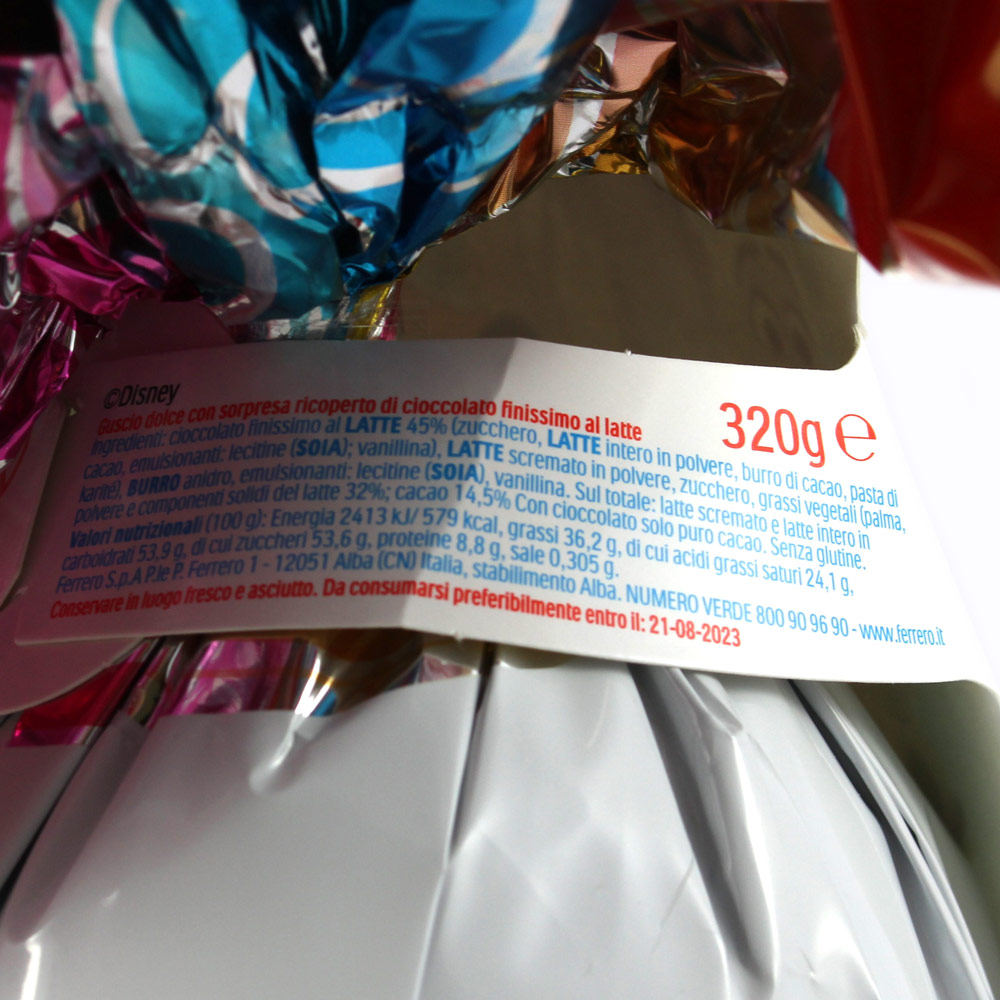 ©Disney
Guscio dolce con sorpresa ricoperto di cioccolato finissimo al latte
320g ℮
Ingredienti: cioccolato finissimo al LATTE 45% (zucchero, LATTE intero in polvere, burro di cacao, pasta di
cacao, emulsionanti: lecitine (SOIA); vanillina), LATTE scremato in polvere, zucchero, grassi vegetali (palma,
karité), BURRO anidro, emulsionanti: lecitine (SOIA), vanillina. Sul totale: latte scremato e latte intero in
polvere e componenti solidi del latte 32%; cacao 14,5% Con cioccolato solo puro cacao. Senza glutine.
Valori nutrizionali (100 g): Energia 2413 kJ/ 579 kcal, grassi 36,2 g, di cui acidi grassi saturi 24,1 g,
carboidrati 53.9 g, di cui zuccheri 53,6 g, proteine 8,8 g, sale 0,305 g.
Ferrero S.p.A P.le P. Ferrero 1 - 12051 Alba (CN) Italia, stabilimento Alba. NUMERO VERDE 800 90 96 90 - www.ferrero.it
Conservare in luogo fresco e asciutto. Da consumarsi preferibilmente entro il: 21-08-2023